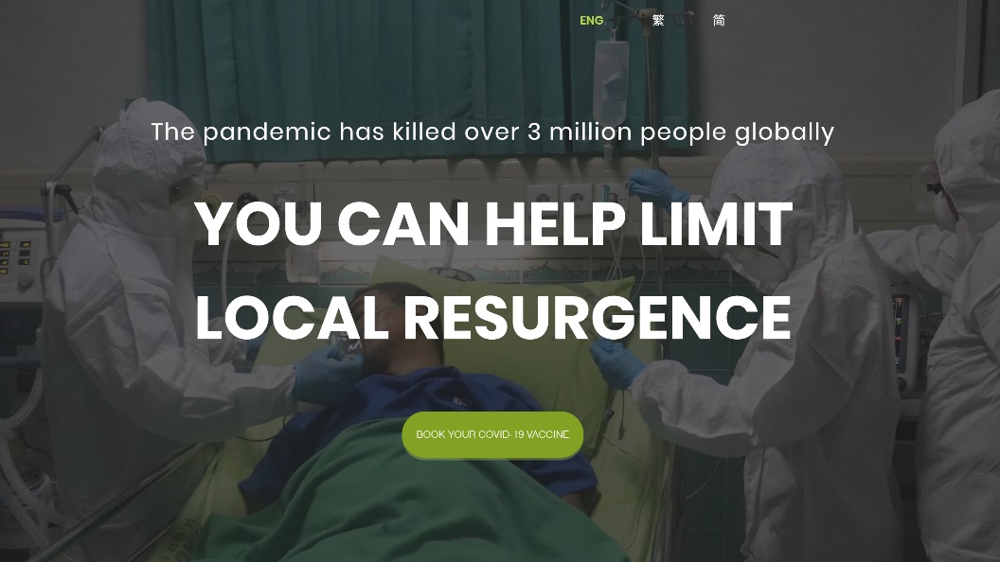 ENG 繁 简
The pandemic has killed over 3 million people globally
YOU CAN HELP LIMIT
LOCAL RESURGENCE
BOOK YOUR COVID-19 VACCINE